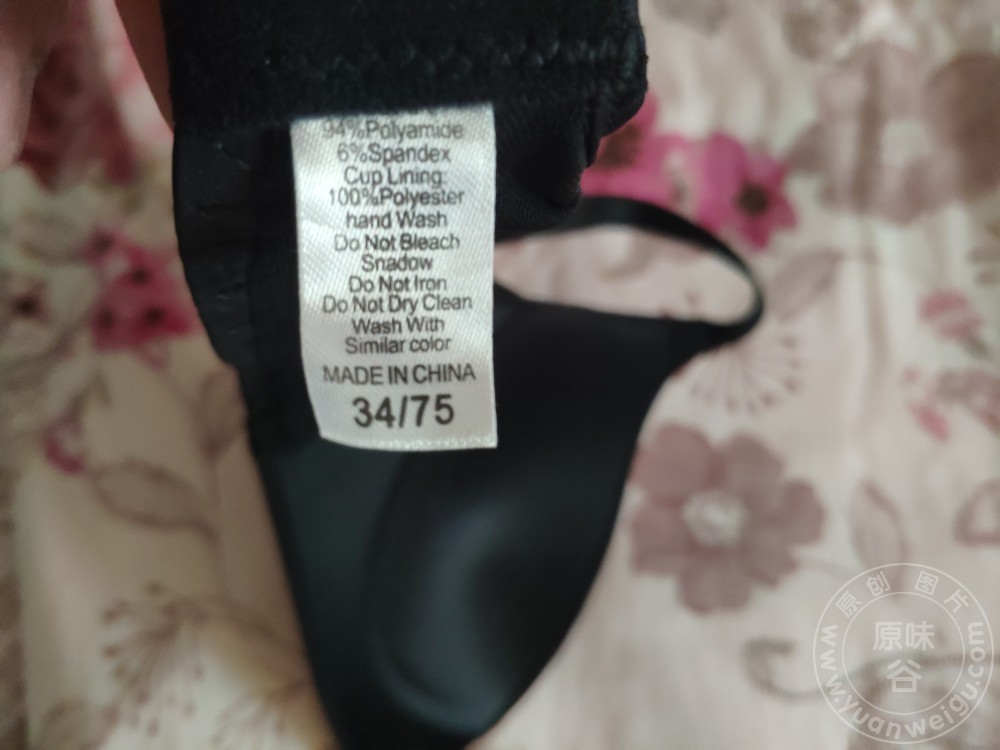 94%Polyamide
6%Spandex
Cup Lining:
100%Polyester
hand Wash
Do Not Bleach
Snadow
Do Not Iron
Do Not Dry Clean
Wash With
Similar color
MADE IN CHINA
34/75
原创图片
原味
谷
www.yuanweigu.com